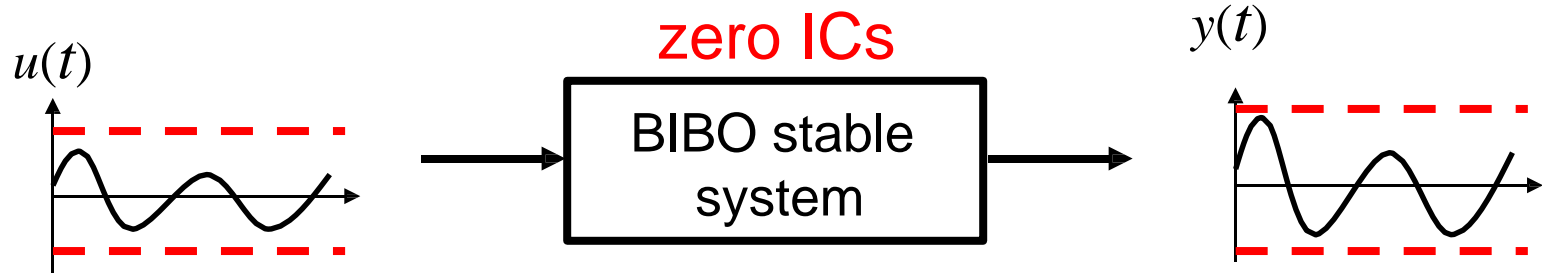 zero ICs
u(t)
BIBO stable
system
y(t)